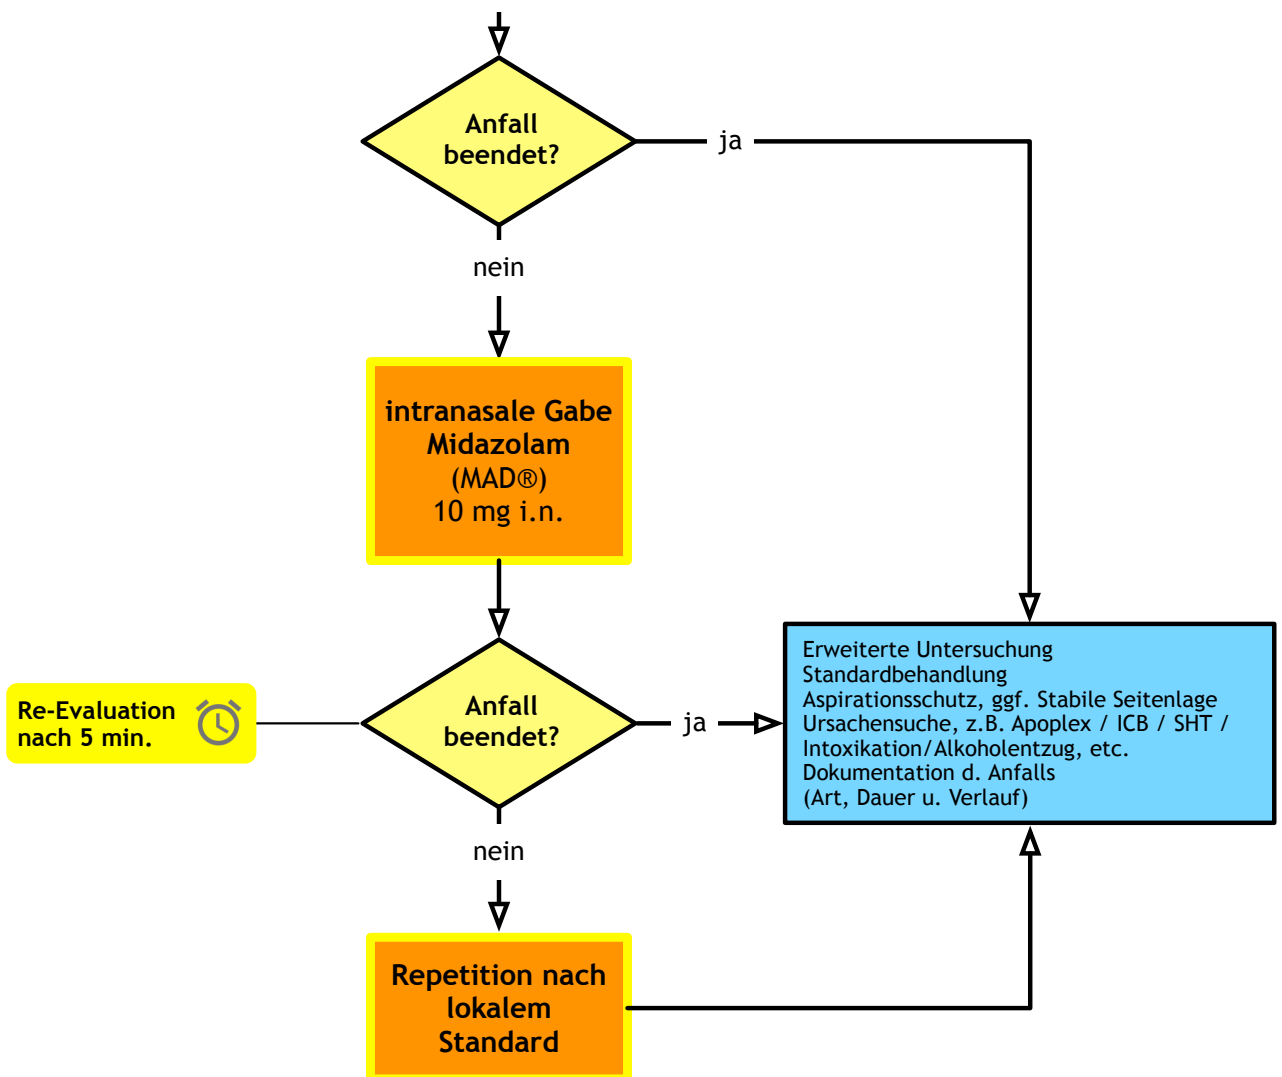 Anfall
beendet?
ja
nein
intranasale Gabe
Midazolam
(MAD®)
10 mg i.n.
Re-Evaluation
nach 5 min.
Anfall
beendet?
ja
Erweiterte Untersuchung
Standardbehandlung
Aspirationsschutz, ggf. Stabile Seitenlage
Ursachensuche, z.B. Apoplex / ICB / SHT /
Intoxikation/Alkoholentzug, etc.
Dokumentation d. Anfalls
(Art, Dauer u. Verlauf)
nein
Repetition nach
lokalem
Standard